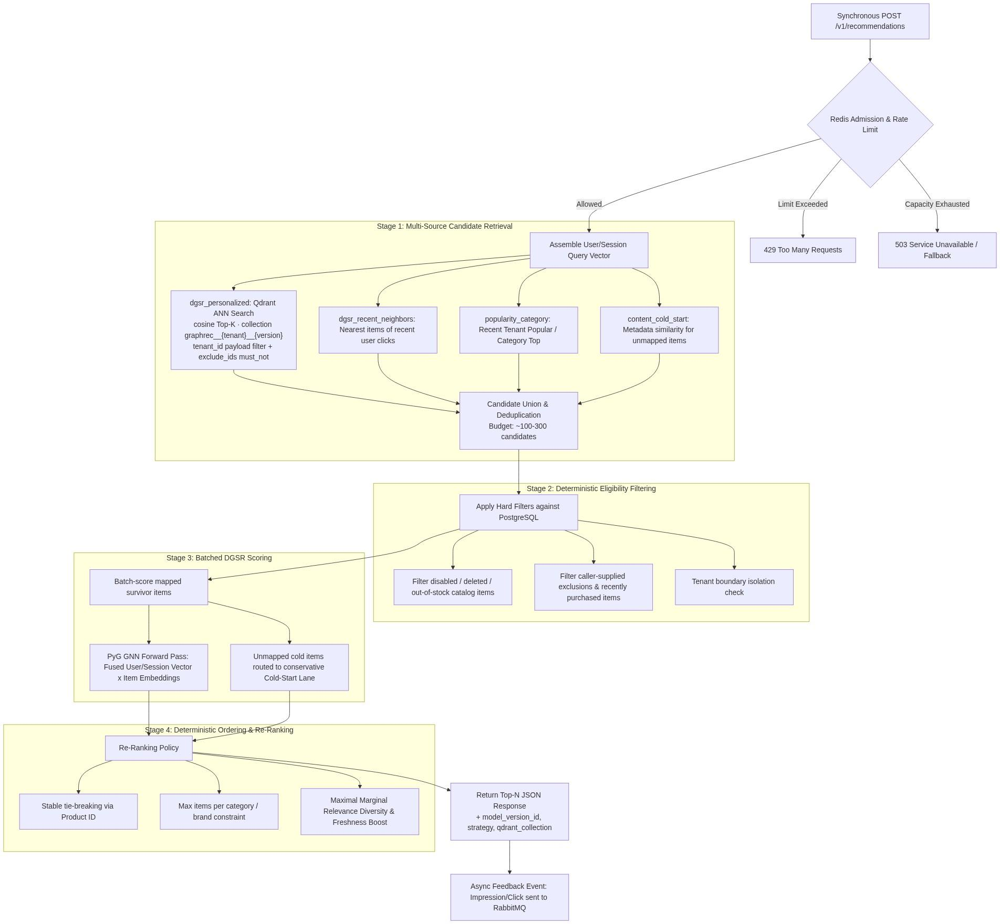 Synchronous POST
/v1/recommendations
Redis Admission & Rate
Limit
Allowed
Limit Exceeded
Capacity Exhausted
429 Too Many Requests
503 Service Unavailable /
Fallback
Stage 1: Multi-Source Candidate Retrieval
Assemble User/Session
Query Vector
dgsr_personalized: Qdrant
ANN Search
cosine Top-K · collection
graphrec__{tenant}__{version}
tenant_id payload filter +
exclude_ids must_not
dgsr_recent_neighbors:
Nearest items of recent
user clicks
popularity_category:
Recent Tenant Popular /
Category Top
content_cold_start:
Metadata similarity for
unmapped items
Candidate Union &
Deduplication
Budget: ~100-300
candidates
Stage 2: Deterministic Eligibility Filtering
Apply Hard Filters against
PostgreSQL
Filter disabled / deleted /
out-of-stock catalog items
Filter caller-supplied
exclusions & recently
purchased items
Tenant boundary isolation
check
Stage 3: Batched DGSR Scoring
Batch-score mapped
survivor items
PyG GNN Forward Pass:
Fused User/Session Vector
x Item Embeddings
Unmapped cold items
routed to conservative
Cold-Start Lane
Stage 4: Deterministic Ordering & Re-Ranking
Re-Ranking Policy
Stable tie-breaking via
Product ID
Max items per category /
brand constraint
Maximal Marginal
Relevance Diversity &
Freshness Boost
Return Top-N JSON
Response
+ model_version_id,
strategy, qdrant_collection
Async Feedback Event:
Impression/Click sent to
RabbitMQ